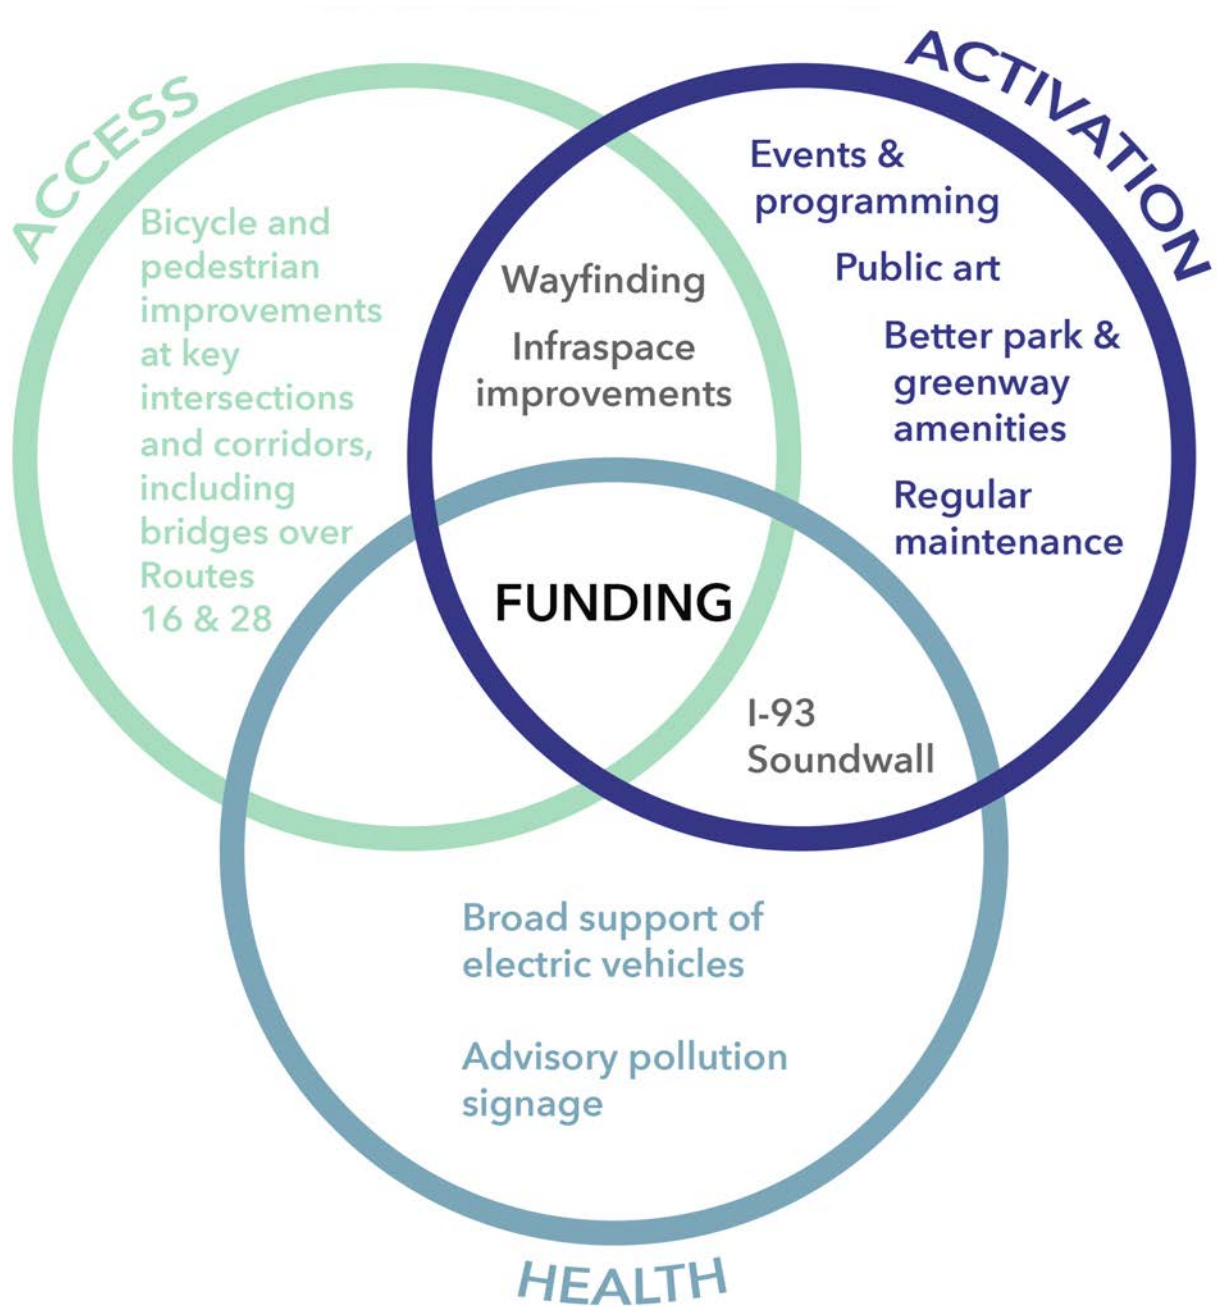 ACCESS
ACTIVATION
Bicycle and
pedestrian
improvements
at key
intersections
and corridors,
including
bridges over
Routes
16 & 28
Wayfinding
Infraspace
improvements
Events &
programming
Public art
Better park &
greenway
amenities
Regular
maintenance
FUNDING
I-93
Soundwall
Broad support of
electric vehicles
Advisory pollution
signage
HEALTH